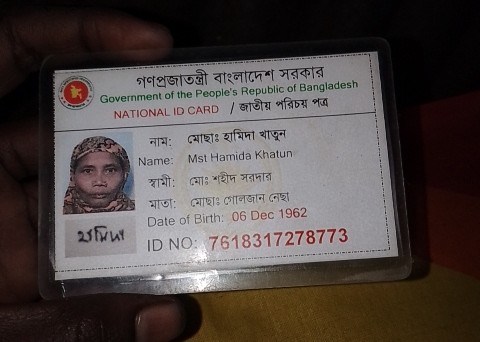 গণপ্রজাতন্ত্রী বাংলাদেশ সরকার
Government of the People's Republic of Bangladesh
NATIONAL ID CARD / জাতীয় পরিচয় পত্র
নাম: মোছাঃ হামিদা খাতুন
Name: Mst Hamida Khatun
স্বামী: মোঃ শহীদ সরদার
মাতা: মোছাঃ গোলজান নেছা
Date of Birth: 06 Dec 1962
হামিদা
ID NO: 7618317278773